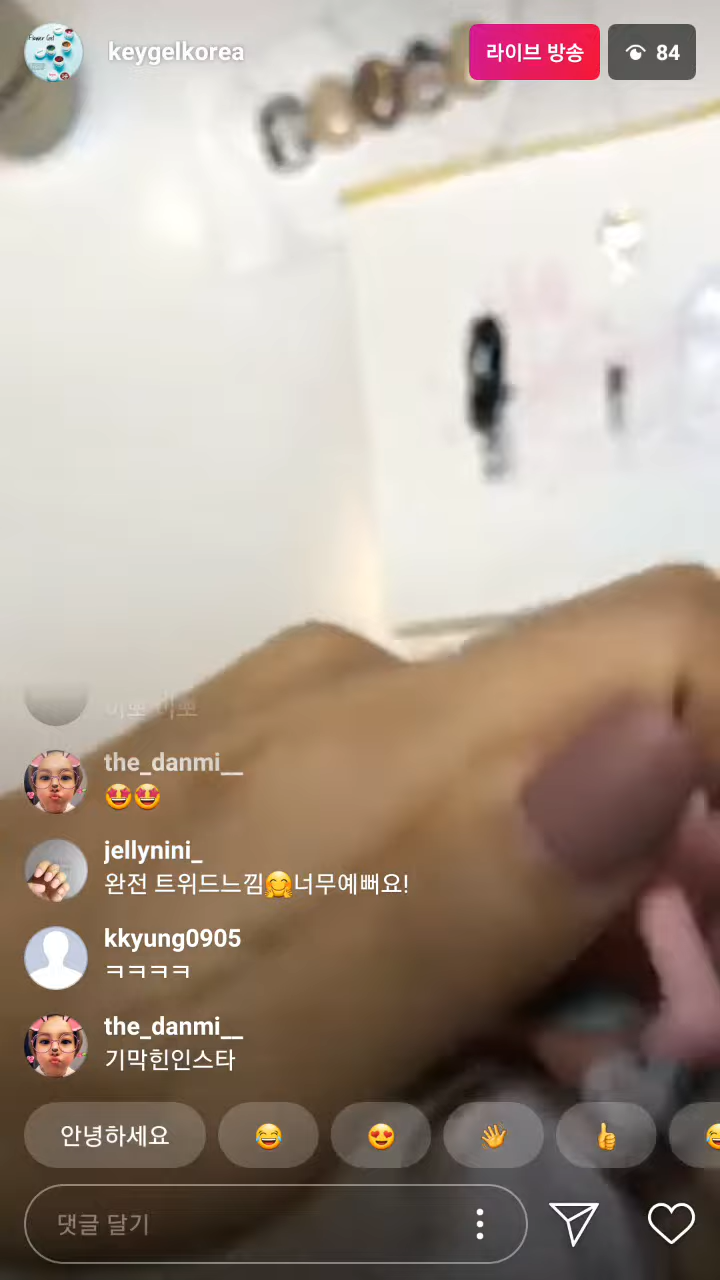 keygelkorea
라이브 방송
84
the_danmi__
🤩🤩
jellynini_
완전 트위드느낌🤗너무예뻐요!
kkyung0905
ㅋㅋㅋㅋ
the_danmi__
기막힌인스타
안녕하세요
😂
😍
👋
👍
댓글 달기